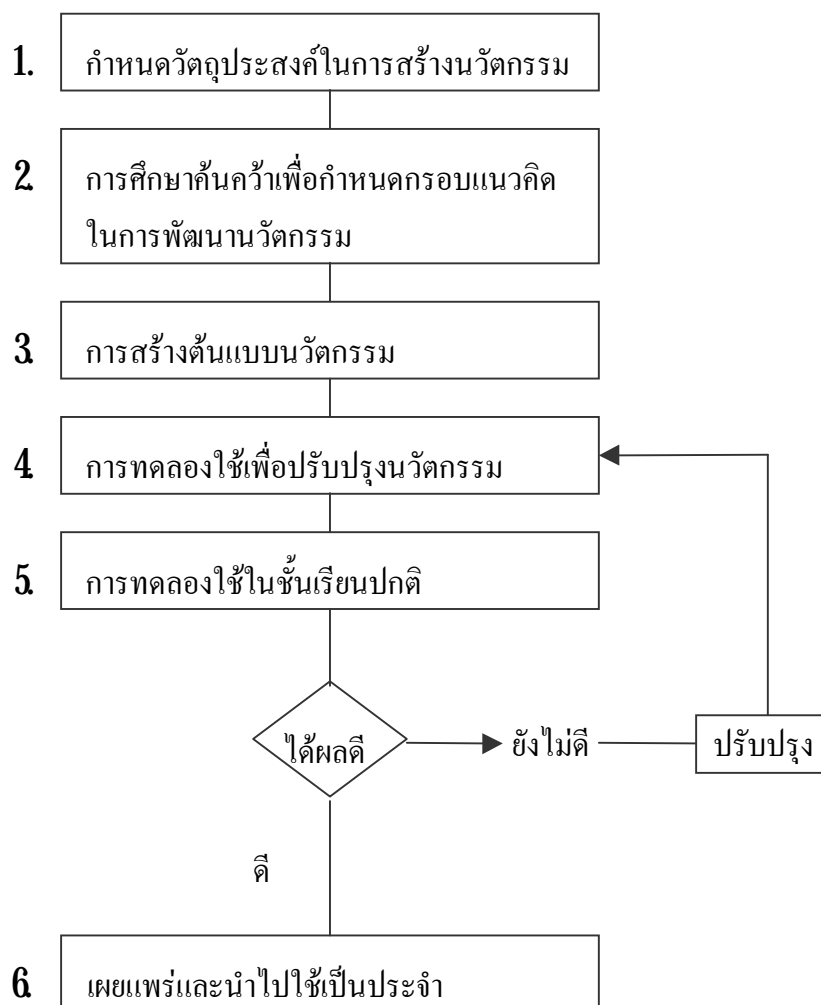 1. กำหนดวัตถุประสงค์ในการสร้างนวัตกรรม
2. การศึกษาค้นคว้าเพื่อกำหนดกรอบแนวคิด
ในการพัฒนานวัตกรรม
3. การสร้างต้นแบบนวัตกรรม
4. การทดลองใช้เพื่อปรับปรุงนวัตกรรม
5. การทดลองใช้ในชั้นเรียนปกติ
ได้ผลดี ยังไม่ดี ปรับปรุง
ดี
6. เผยแพร่และนำไปใช้เป็นประจำ